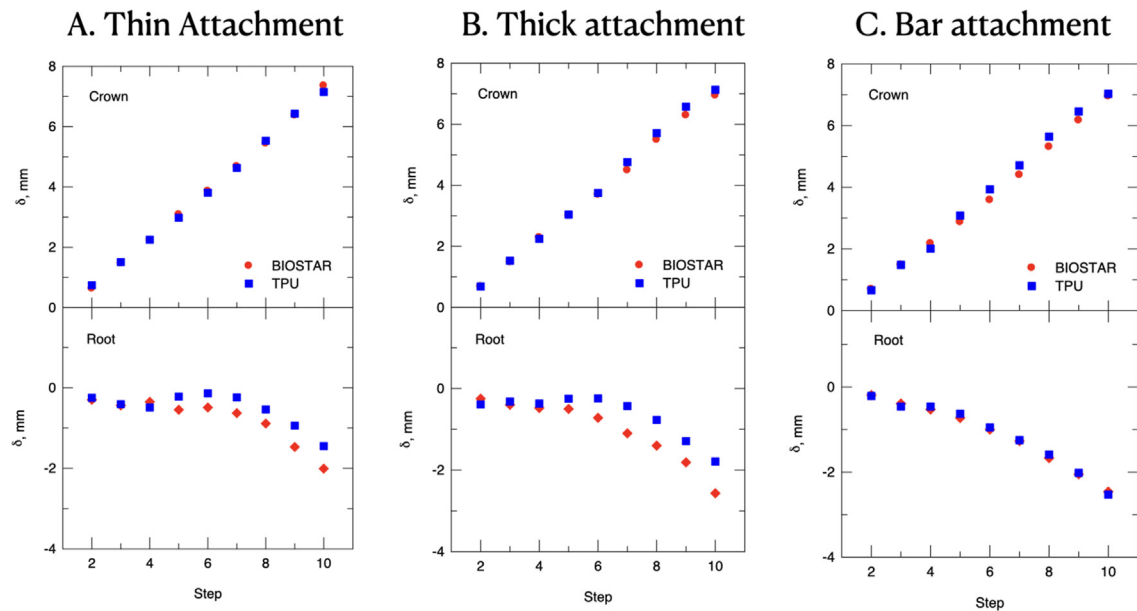 A. Thin Attachment
8
6
4
2
0
δ, mm
Crown
BIOSTAR
TPU
0
-2
-4
δ, mm
Root
2 4 6 8 10
Step
B. Thick attachment
8
6
4
2
0
δ, mm
Crown
BIOSTAR
TPU
0
-2
-4
δ, mm
Root
2 4 6 8 10
Step
C. Bar attachment
8
6
4
2
0
δ, mm
Crown
BIOSTAR
TPU
0
-2
-4
δ, mm
Root
2 4 6 8 10
Step